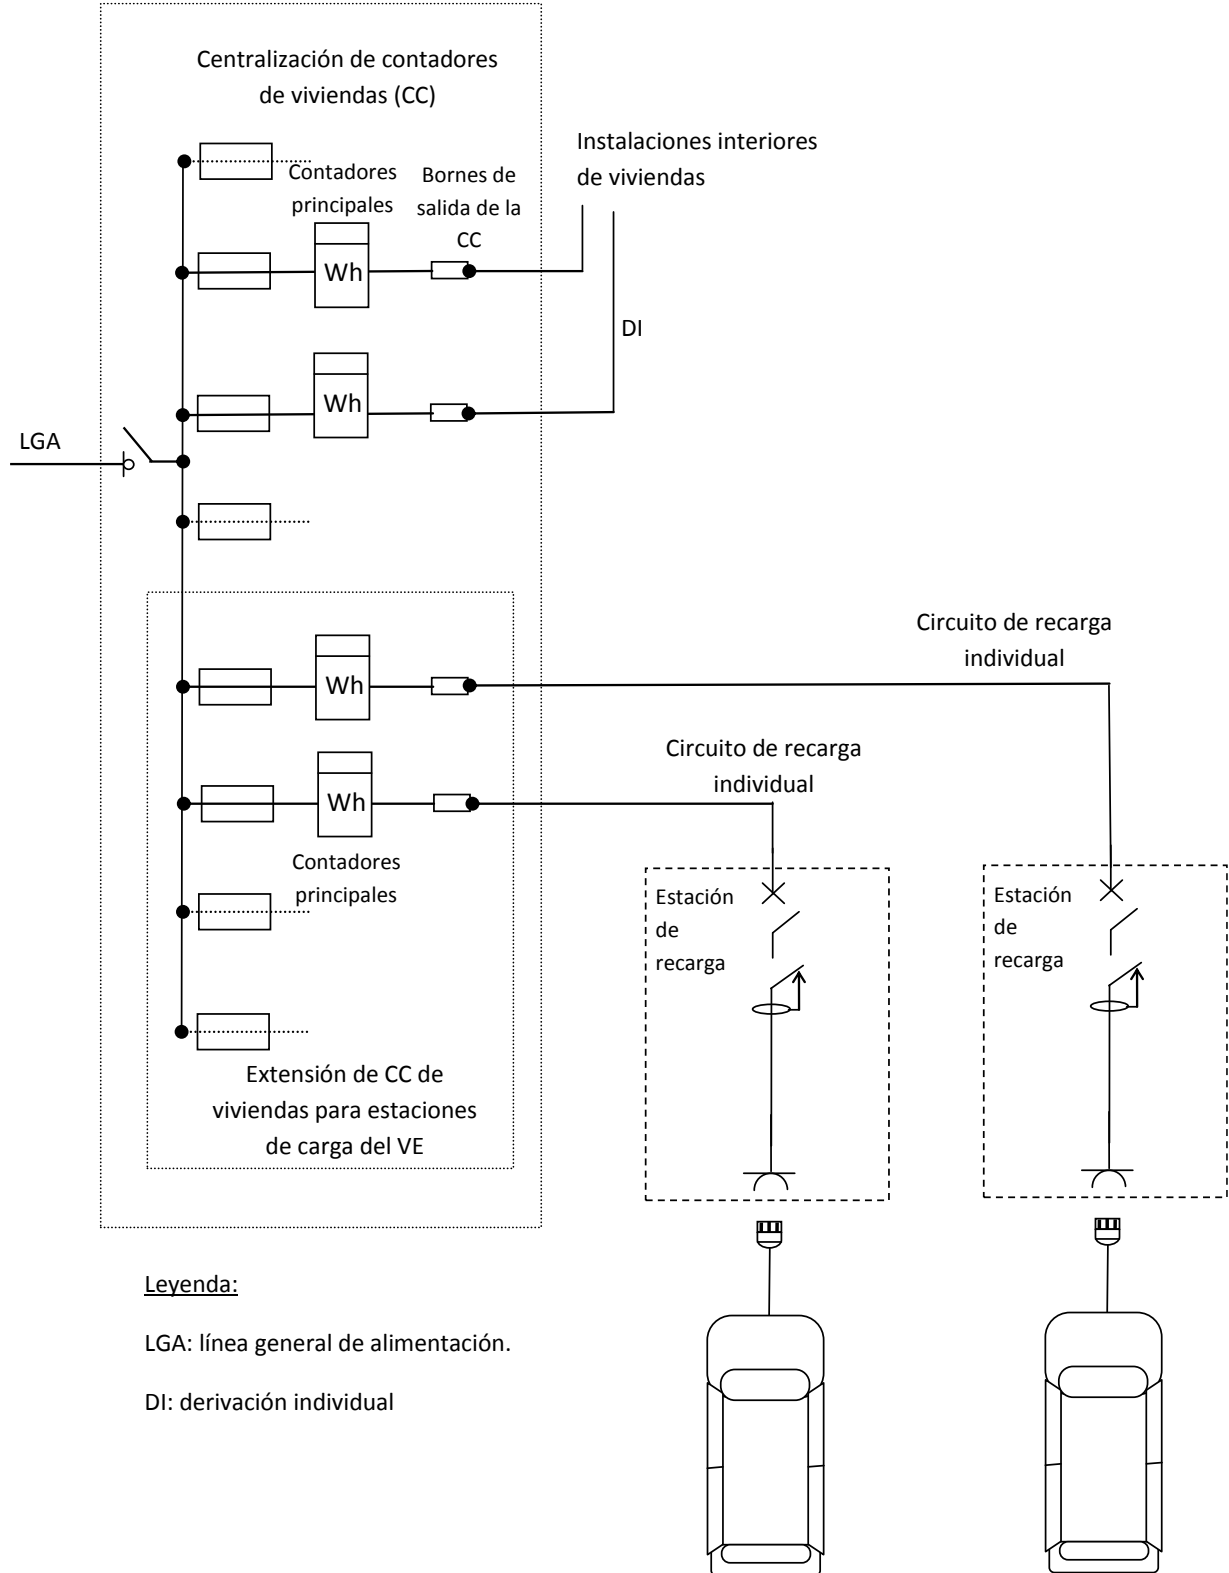 Centralización de contadores
de viviendas (CC)
Instalaciones interiores
de viviendas
Contadores
principales
Bornes de
salida de la
CC
Wh
DI
Wh
LGA
Circuito de recarga
individual
Wh
Circuito de recarga
individual
Wh
Contadores
principales
Estación
de
recarga
Estación
de
recarga
Extensión de CC de
viviendas para estaciones
de carga del VE
Leyenda:
LGA: línea general de alimentación.
DI: derivación individual